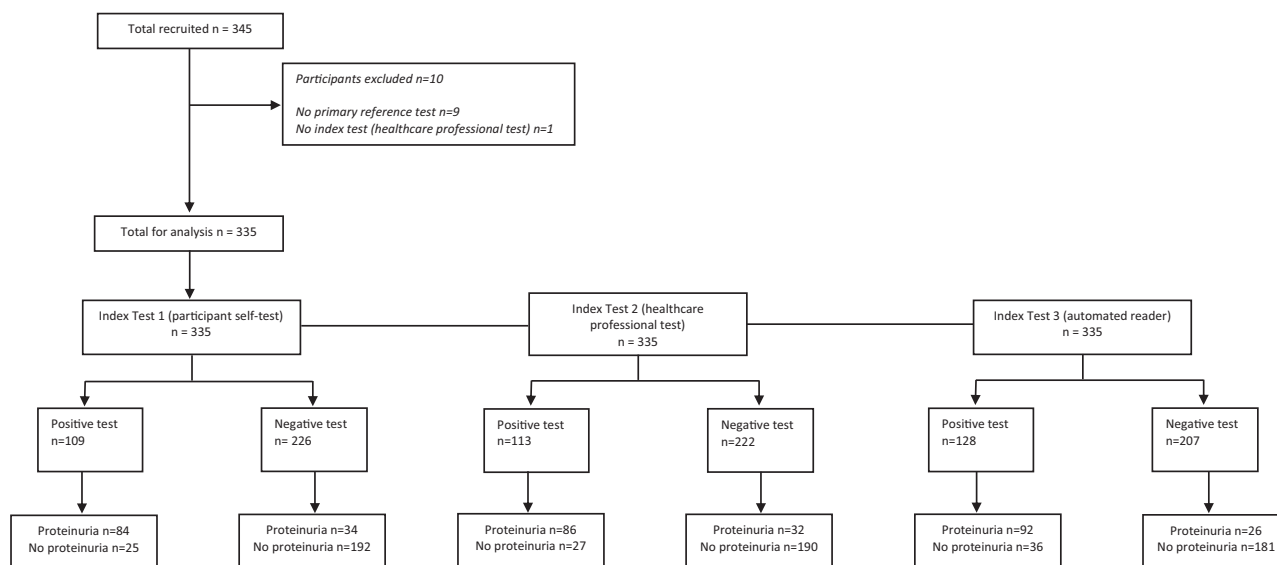 Total recruited n = 345
Participants excluded n=10
No primary reference test n=9
No index test (healthcare professional test) n=1
Total for analysis n = 335
Index Test 1 (participant self-test)
n = 335
Index Test 2 (healthcare
professional test)
n = 335
Index Test 3 (automated reader)
n = 335
Positive test
n=109
Negative test
n= 226
Positive test
n=113
Negative test
n=222
Positive test
n=128
Negative test
n=207
Proteinuria n=84
No proteinuria n=25
Proteinuria n=34
No proteinuria n=192
Proteinuria n=86
No proteinuria n=27
Proteinuria n=32
No proteinuria n=190
Proteinuria n=92
No proteinuria n=36
Proteinuria n=26
No proteinuria n=181